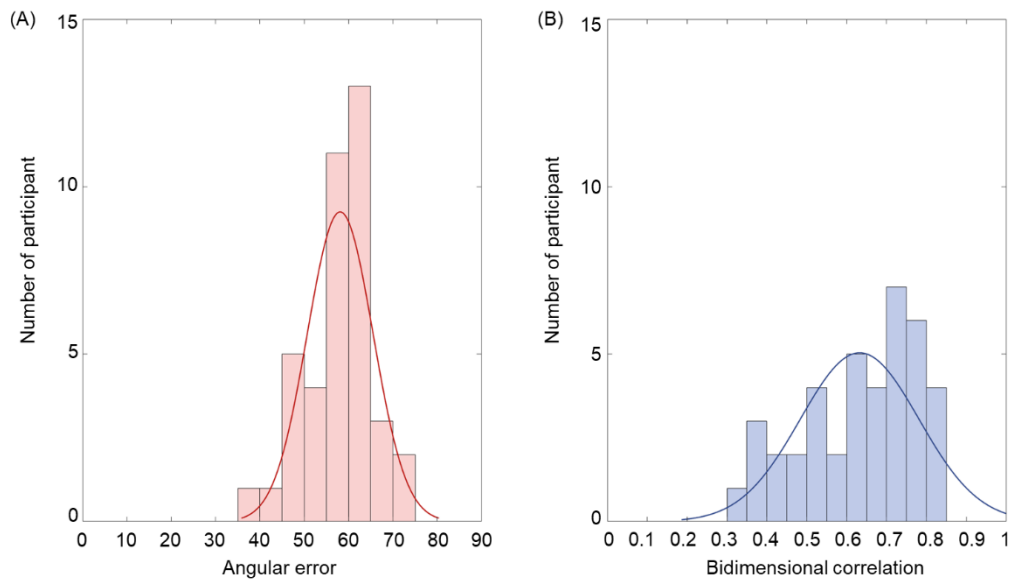 (A)
15
10
5
0
Number of participant
0 10 20 30 40 50 60 70 80 90
Angular error
(B)
15
10
5
0
Number of participant
0 0.1 0.2 0.3 0.4 0.5 0.6 0.7 0.8 0.9 1
Bidimensional correlation